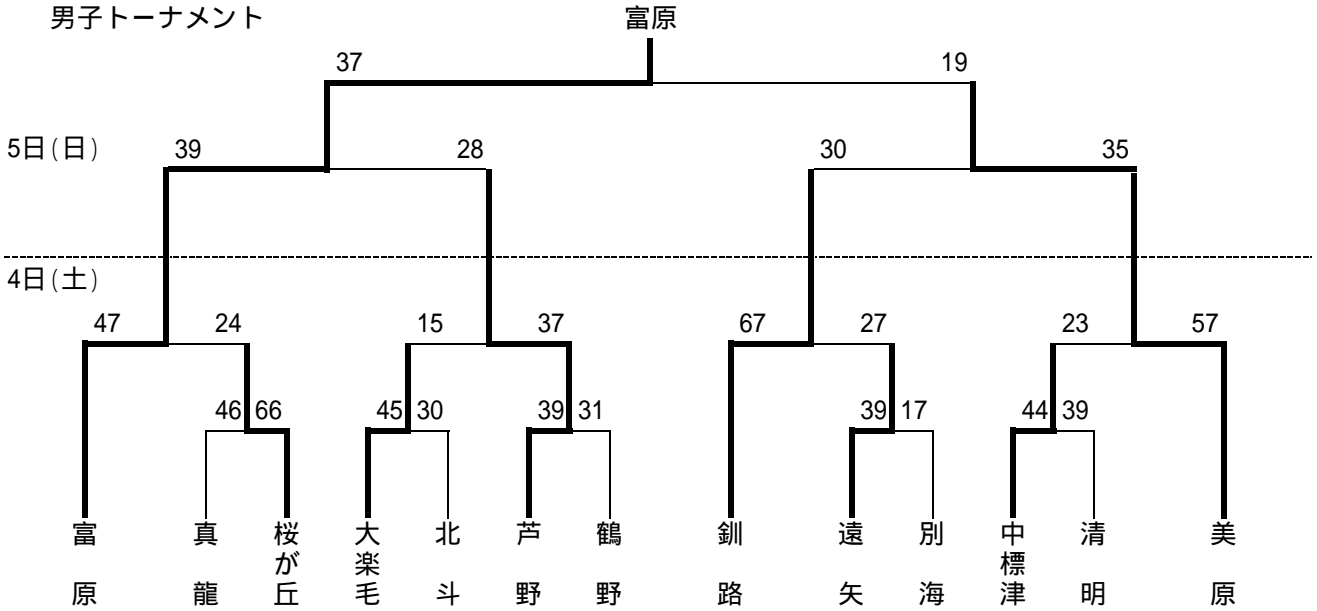 男子トーナメント 富原
37 19
5日(日) 39 28 30 35
4日(土)
47 24 15 37 67 27 23 57
46 66 45 30 39 31 39 17 44 39
富原 真龍 桜が丘 大楽毛 北斗 芦野 鶴野 釧路 遠矢 別海 中標津 清明 美原